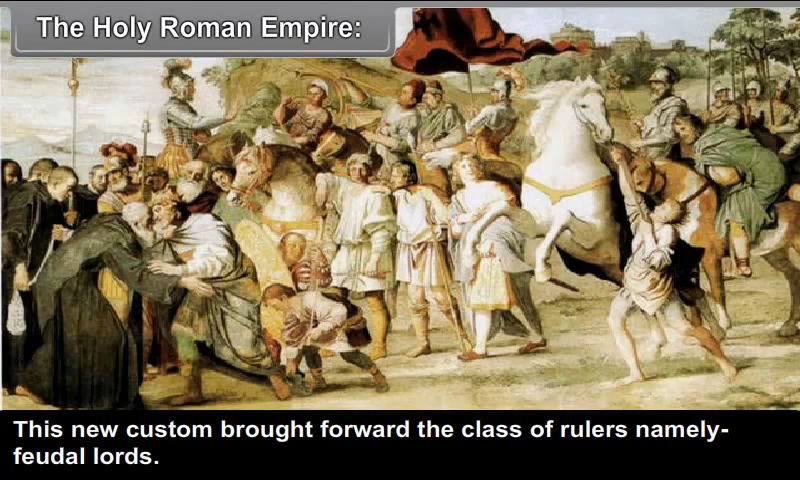 The Holy Roman Empire:
This new custom brought forward the class of rulers namely-
feudal lords.